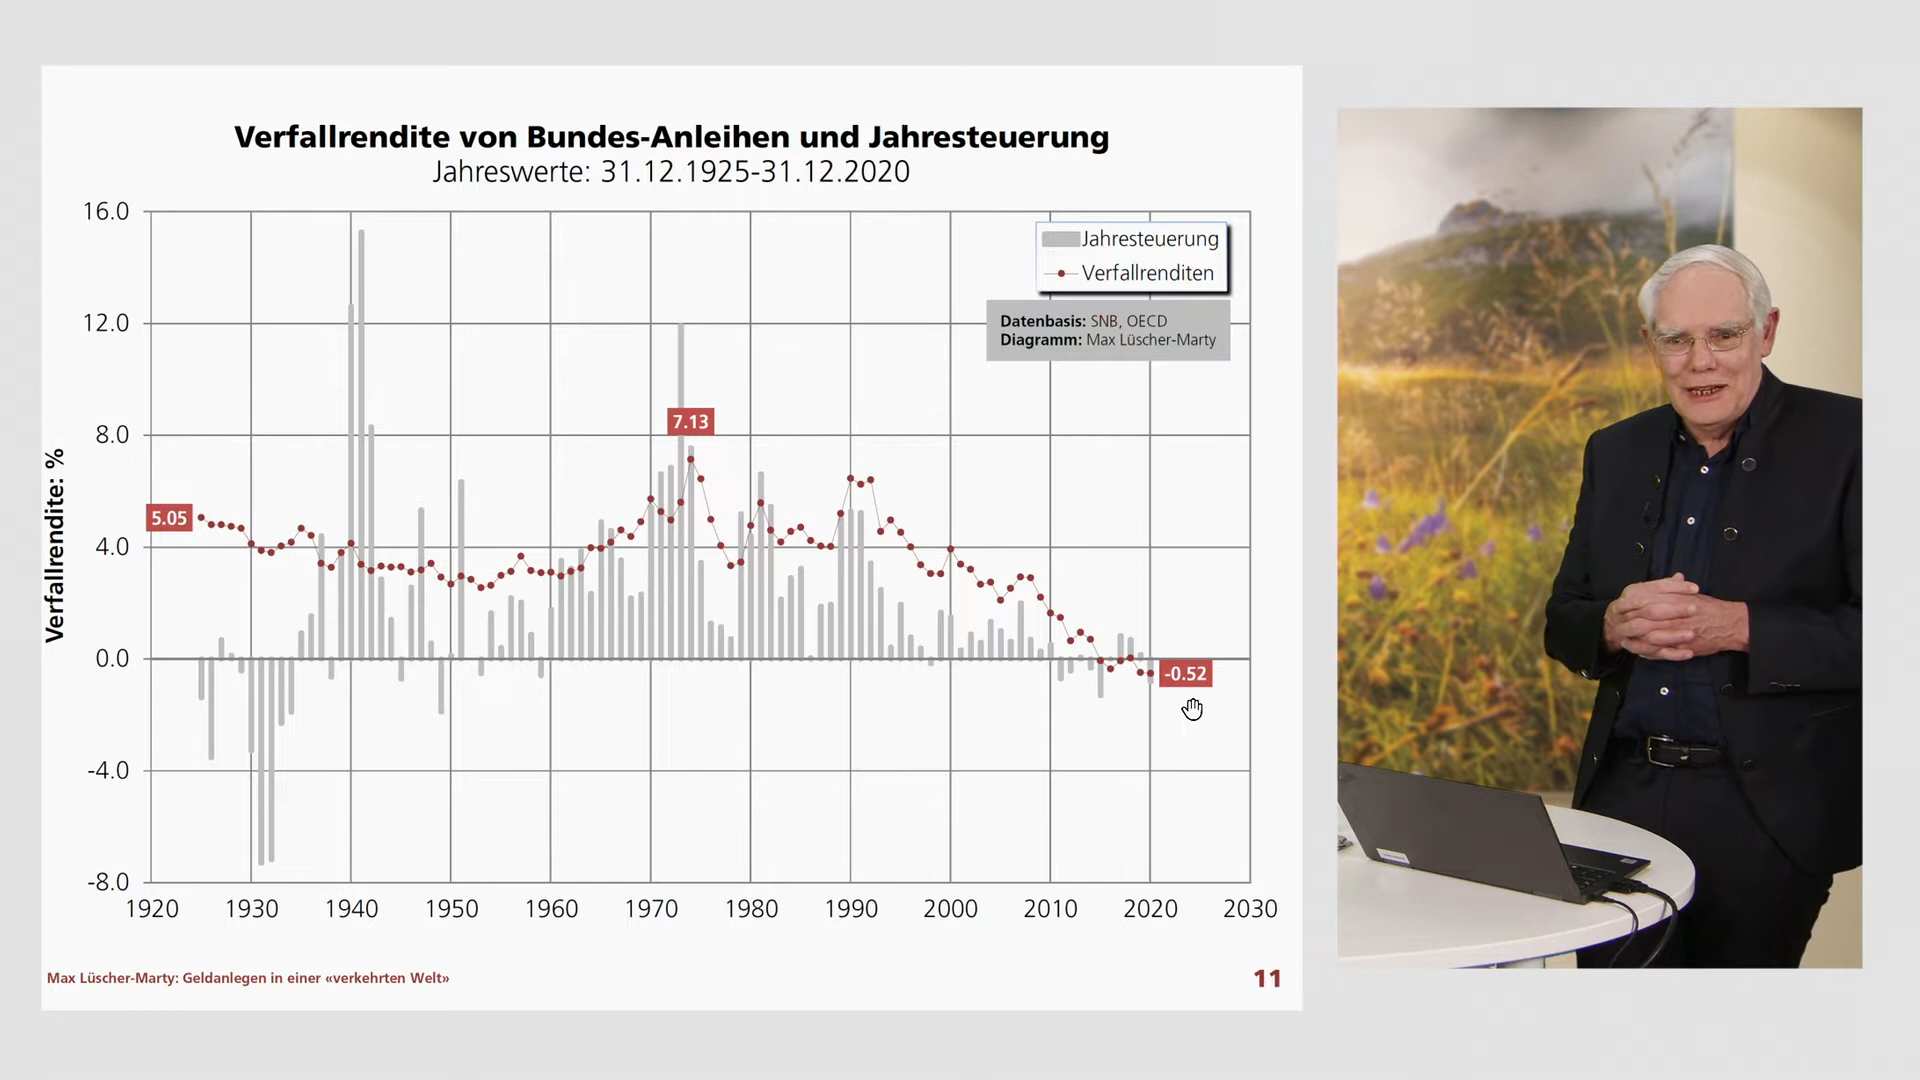 Verfallrendite von Bundes-Anleihen und Jahresteuerung
Jahreswerte: 31.12.1925-31.12.2020
Verfallrendite: %
16.0
12.0
8.0
4.0
0.0
-4.0
-8.0
Jahresteuerung
Verfallrenditen
Datenbasis: SNB, OECD
Diagramm: Max Lüscher-Marty
7.13
5.05
-0.52
1920 1930 1940 1950 1960 1970 1980 1990 2000 2010 2020 2030
Max Lüscher-Marty: Geldanlegen in einer «verkehrten Welt»
11